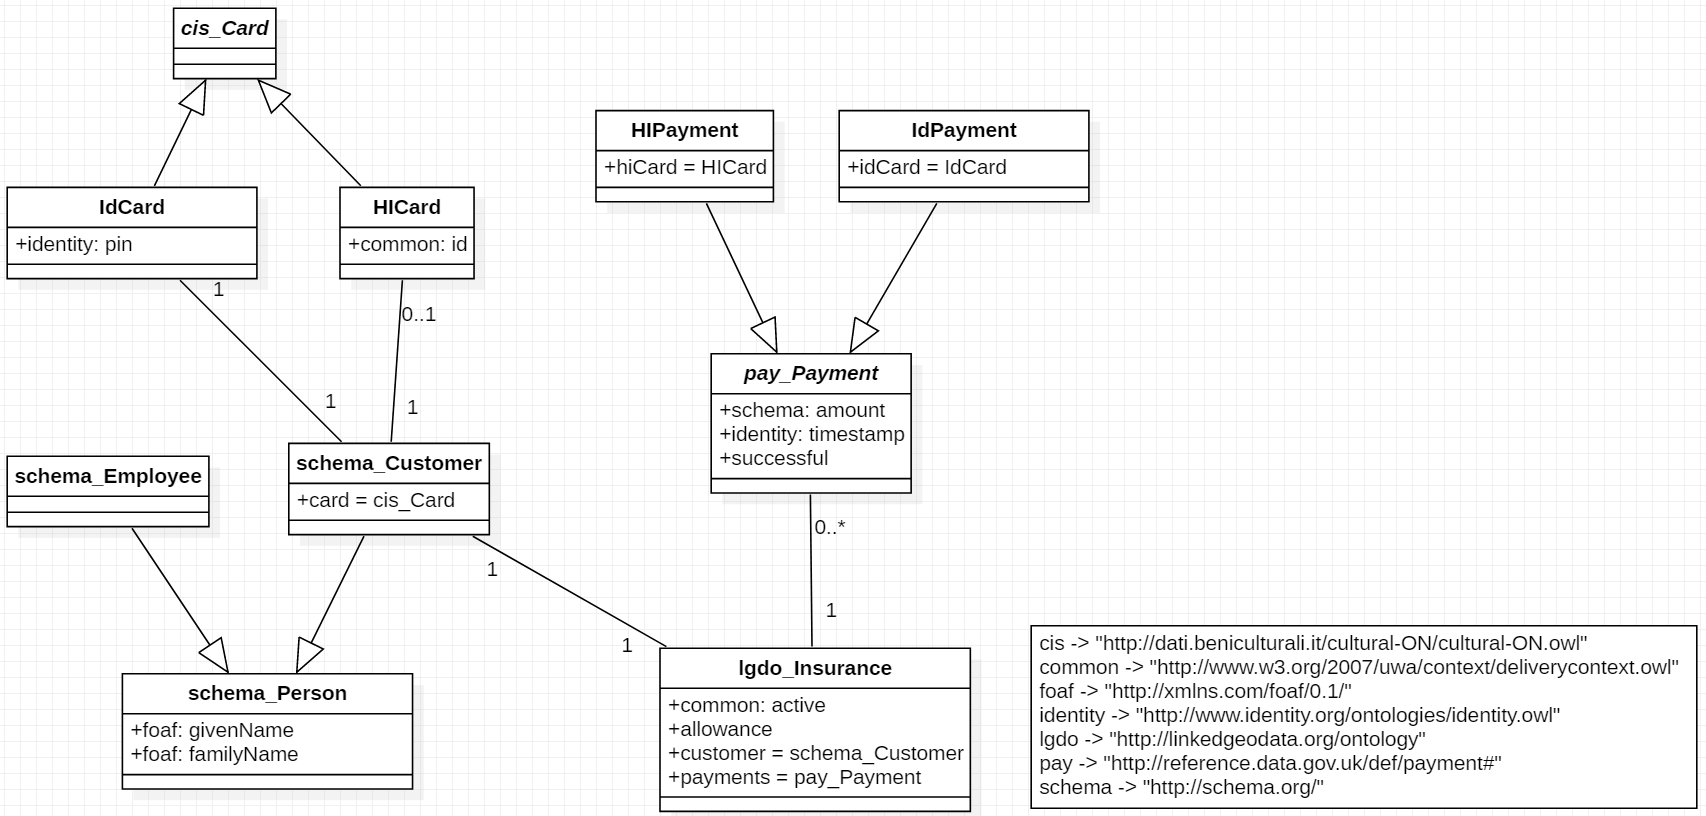 cis_Card
HIPayment
+hiCard = HICard
IdPayment
+idCard = IdCard
IdCard
+identity: pin
HICard
+common: id
1
0..1
1
1
pay_Payment
+schema: amount
+identity: timestamp
+successful
schema_Employee
schema_Customer
+card = cis_Card
0..*
1
1
1
schema_Person
+foaf: givenName
+foaf: familyName
lgdo_Insurance
+common: active
+allowance
+customer = schema_Customer
+payments = pay_Payment
cis -> "http://dati.beniculturali.it/cultural-ON/cultural-ON.owl"
common -> "http://www.w3.org/2007/uwa/context/deliverycontext.owl"
foaf -> "http://xmlns.com/foaf/0.1/"
identity -> "http://www.identity.org/ontologies/identity.owl"
lgdo -> "http://linkedgeodata.org/ontology"
pay -> "http://reference.data.gov.uk/def/payment#"
schema -> "http://schema.org/"